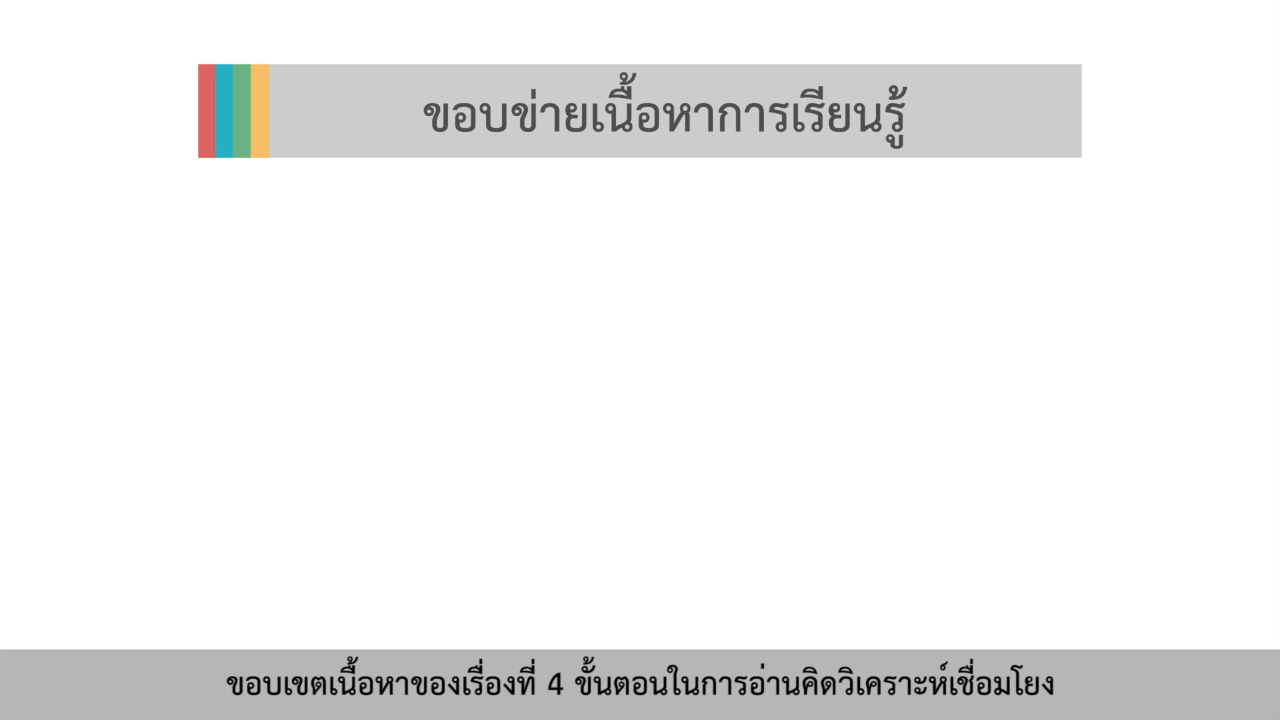 ขอบข่ายเนื้อหาการเรียนรู้
ขอบเขตเนื้อหาของเรื่องที่ 4 ขั้นตอนในการอ่านคิดวิเคราะห์เชื่อมโยง